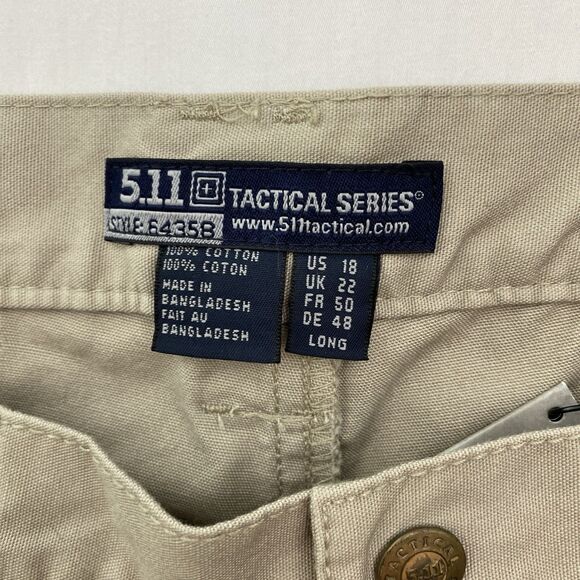 5.11 TACTICAL SERIES®
STYLE: 64358
www.511tactical.com
100% COTTON
100% COTON
MADE IN
BANGLADESH
FAIT AU
BANGLADESH
US 18
UK 22
FR 50
DE 48
LONG
TACTICAL